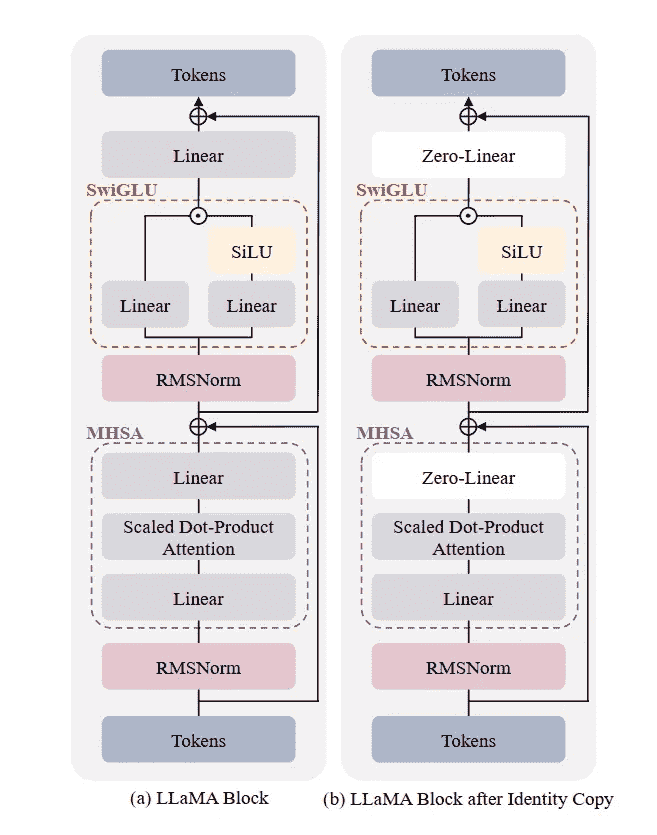 Tokens
Linear
SwiGLU
SiLU
Linear
Linear
RMSNorm
MHSA
Linear
Scaled Dot-Product
Attention
Linear
RMSNorm
Tokens
(a) LLaMA Block
Tokens
Zero-Linear
SwiGLU
SiLU
Linear
Linear
RMSNorm
MHSA
Zero-Linear
Scaled Dot-Product
Attention
Linear
RMSNorm
Tokens
(b) LLaMA Block after Identity Copy